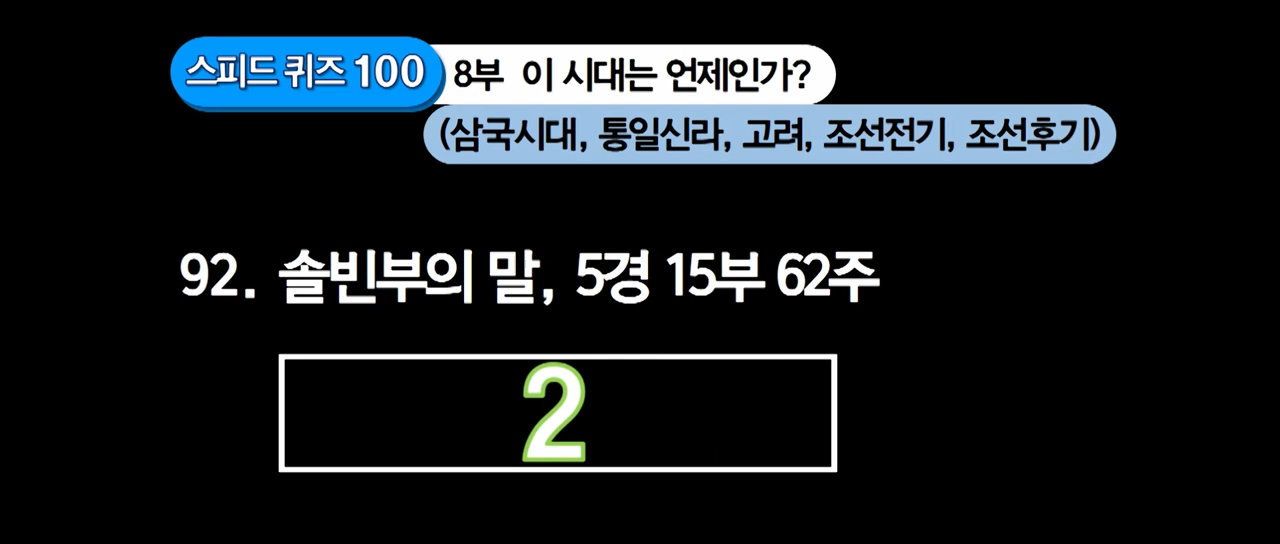 스피드 퀴즈 100 8부 이 시대는 언제인가?
(삼국시대, 통일신라, 고려, 조선전기, 조선후기)
92. 솔빈부의 말, 5경 15부 62주
2